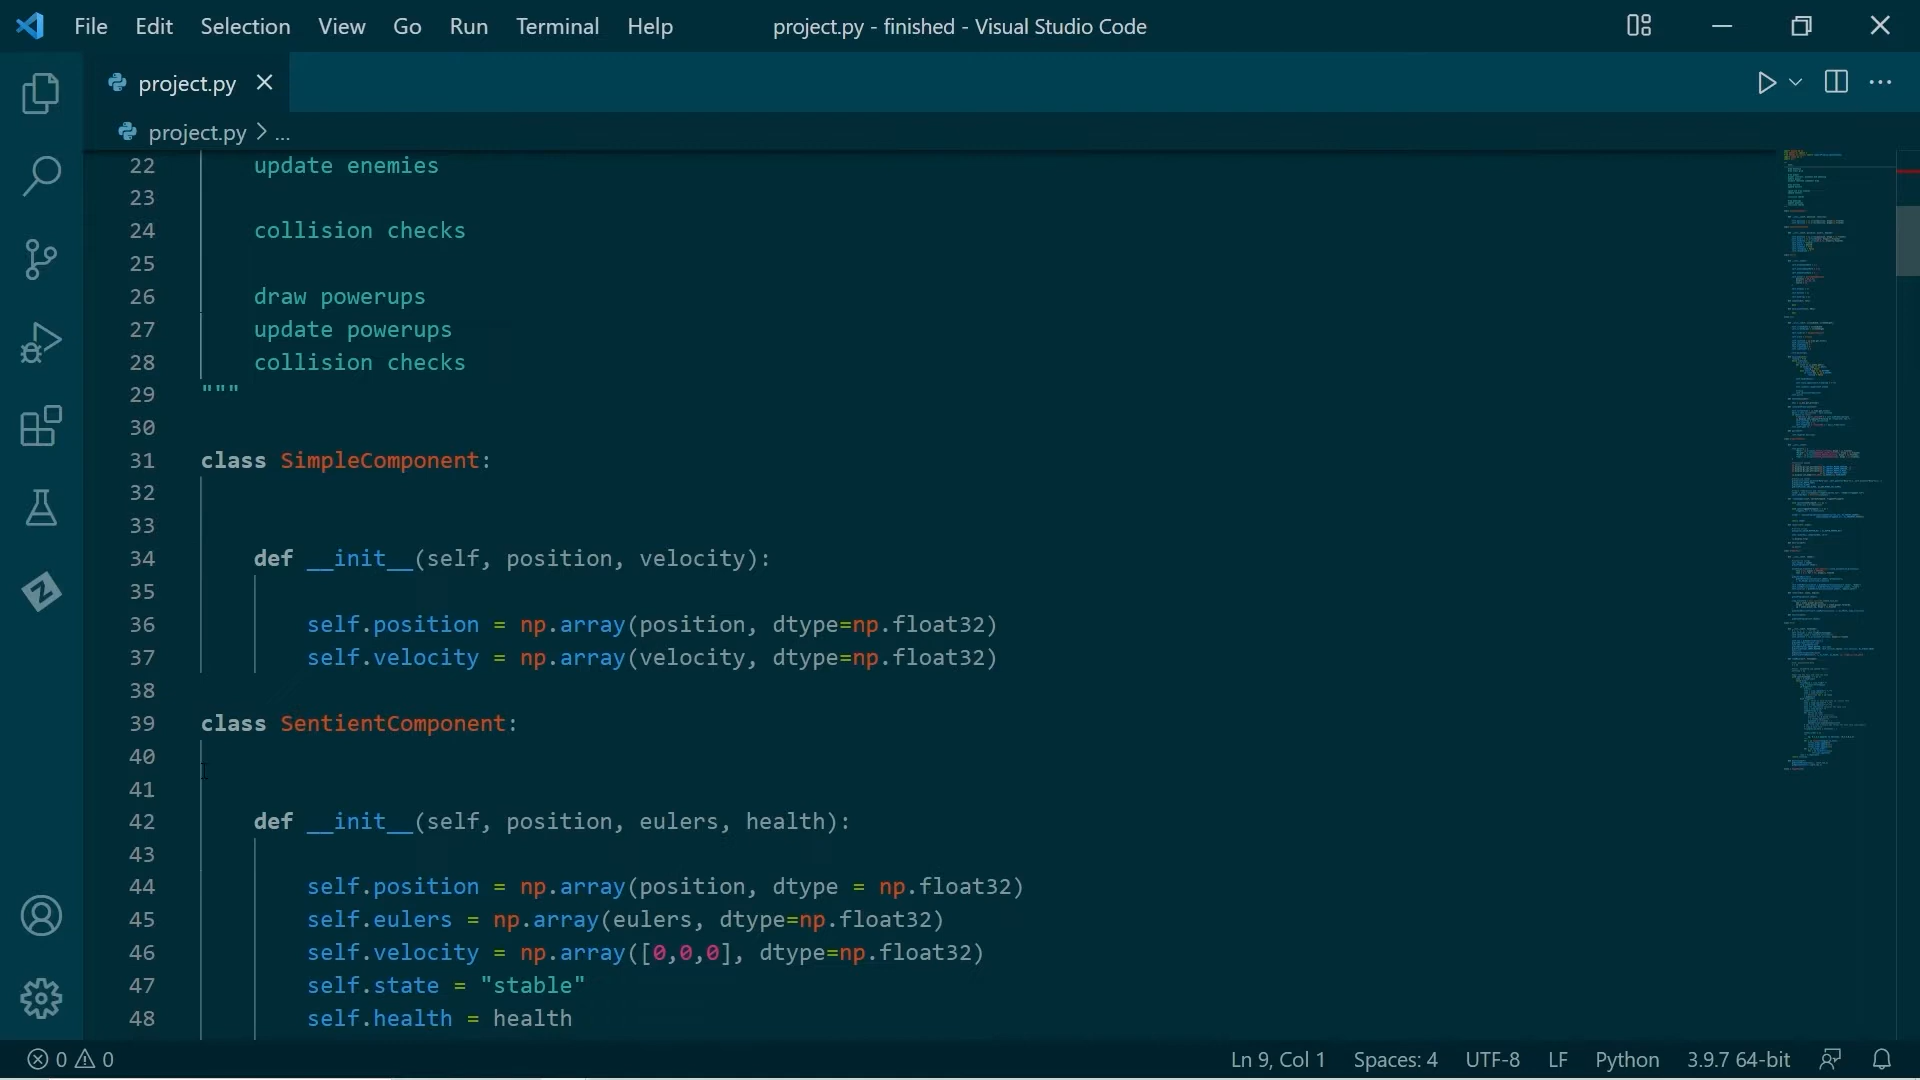 File Edit Selection View Go Run Terminal Help project.py - finished - Visual Studio Code
project.py
project.py > ...
22 update enemies
23
24 collision checks
25
26 draw powerups
27 update powerups
28 collision checks
29 """
30
31 class SimpleComponent:
32
33
34 def __init__(self, position, velocity):
35
36 self.position = np.array(position, dtype=np.float32)
37 self.velocity = np.array(velocity, dtype=np.float32)
38
39 class SentientComponent:
40
41
42 def __init__(self, position, eulers, health):
43
44 self.position = np.array(position, dtype = np.float32)
45 self.eulers = np.array(eulers, dtype=np.float32)
46 self.velocity = np.array([0,0,0], dtype=np.float32)
47 self.state = "stable"
48 self.health = health
0 0 Ln 9, Col 1 Spaces: 4 UTF-8 LF Python 3.9.7 64-bit